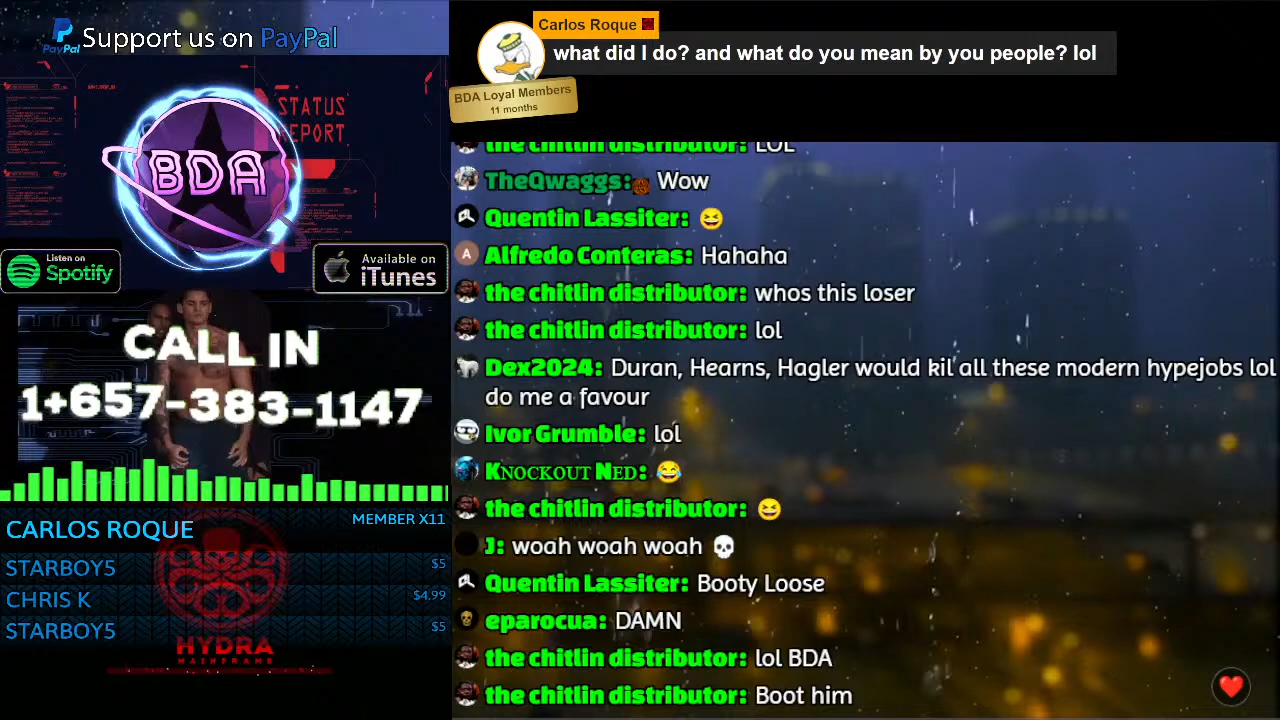 PayPal Support us on PayPal
STATUS
REPORT
BDA
Listen on
Spotify
Available on
iTunes
CALL IN
1+657-383-1147
CARLOS ROQUE MEMBER X11
STARBOY5 $5
CHRIS K $4.99
STARBOY5 $5
HYDRA
MAINFRAME
Carlos Roque
what did I do? and what do you mean by you people? lol
BDA Loyal Members
11 months
the chitlin distributor: LOL
TheQwaggs: Wow
Quentin Lassiter: 😆
A Alfredo Conteras: Hahaha
the chitlin distributor: whos this loser
the chitlin distributor: lol
Dex2024: Duran, Hearns, Hagler would kil all these modern hypejobs lol
do me a favour
Ivor Grumble: lol
Knockout Ned: 😂
the chitlin distributor: 😆
J: woah woah woah 💀
Quentin Lassiter: Booty Loose
eparocua: DAMN
the chitlin distributor: lol BDA
the chitlin distributor: Boot him